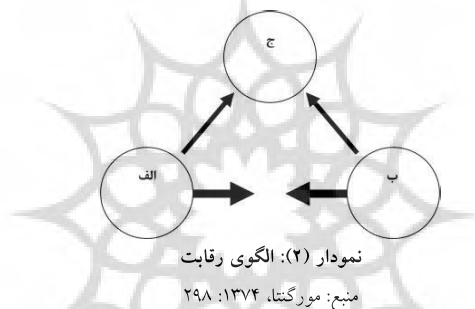 ج
الف
ب
نمودار (۲): الگوی رقابت
منبع: مورگنتا، ۱۳۷۴: ۲۹۸